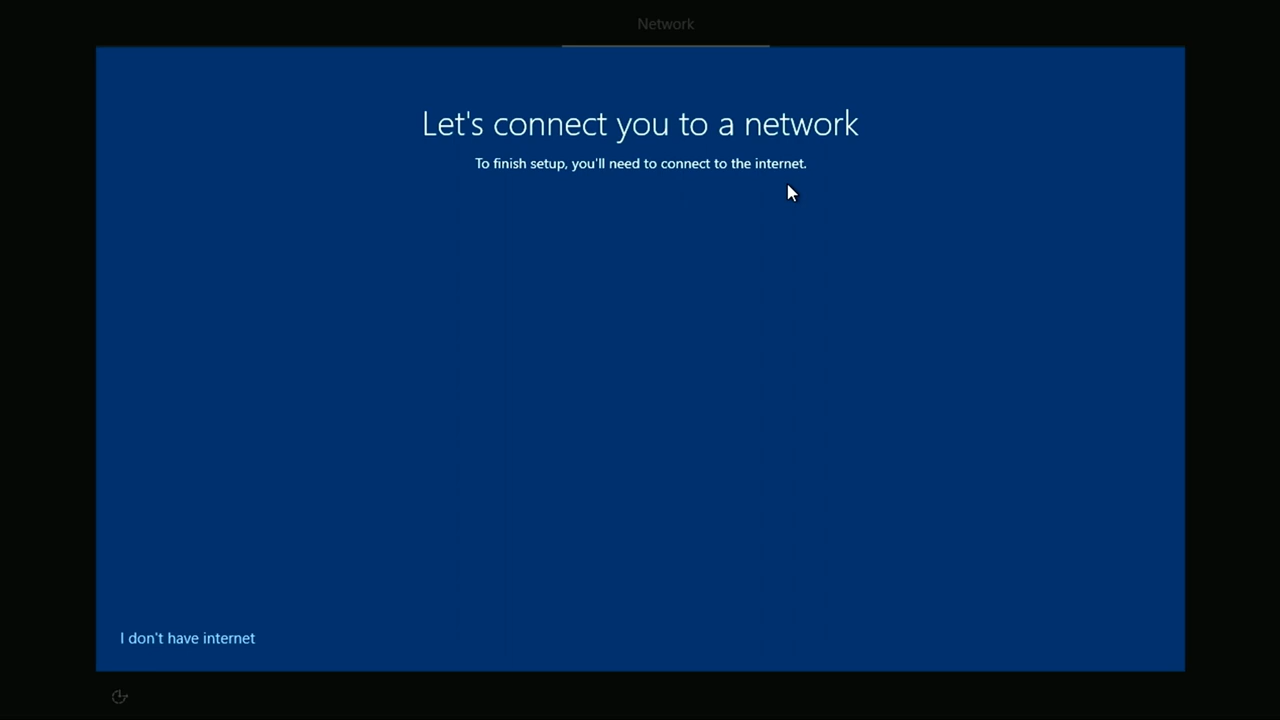 Network
Let's connect you to a network
To finish setup, you'll need to connect to the internet.
I don't have internet